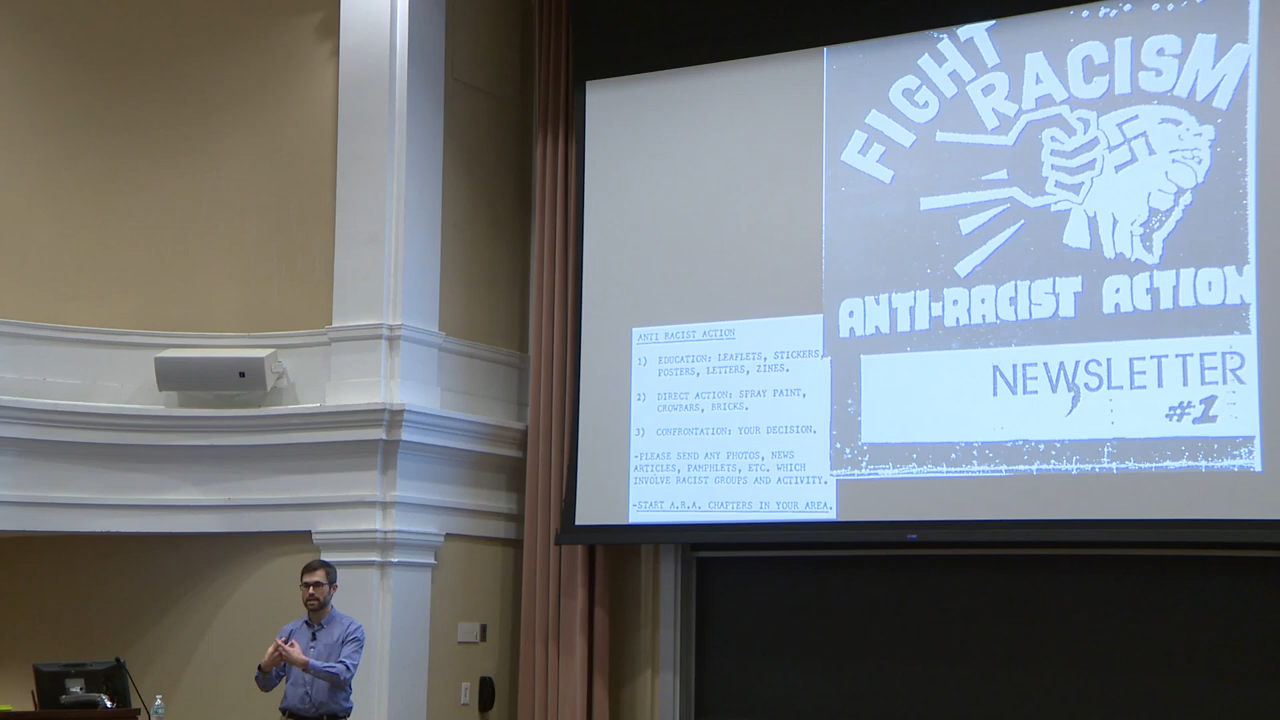 FIGHT
RACISM
ANTI-RACIST ACTION
NEWSLETTER
#1
ANTI RACIST ACTION
1) EDUCATION: LEAFLETS, STICKERS,
POSTERS, LETTERS, ZINES.
2) DIRECT ACTION: SPRAY PAINT,
CROWBARS, BRICKS.
3) CONFRONTATION: YOUR DECISION.
-PLEASE SEND ANY PHOTOS, NEWS
ARTICLES, PAMPHLETS, ETC. WHICH
INVOLVE RACIST GROUPS AND ACTIVITY.
-START A.R.A. CHAPTERS IN YOUR AREA.